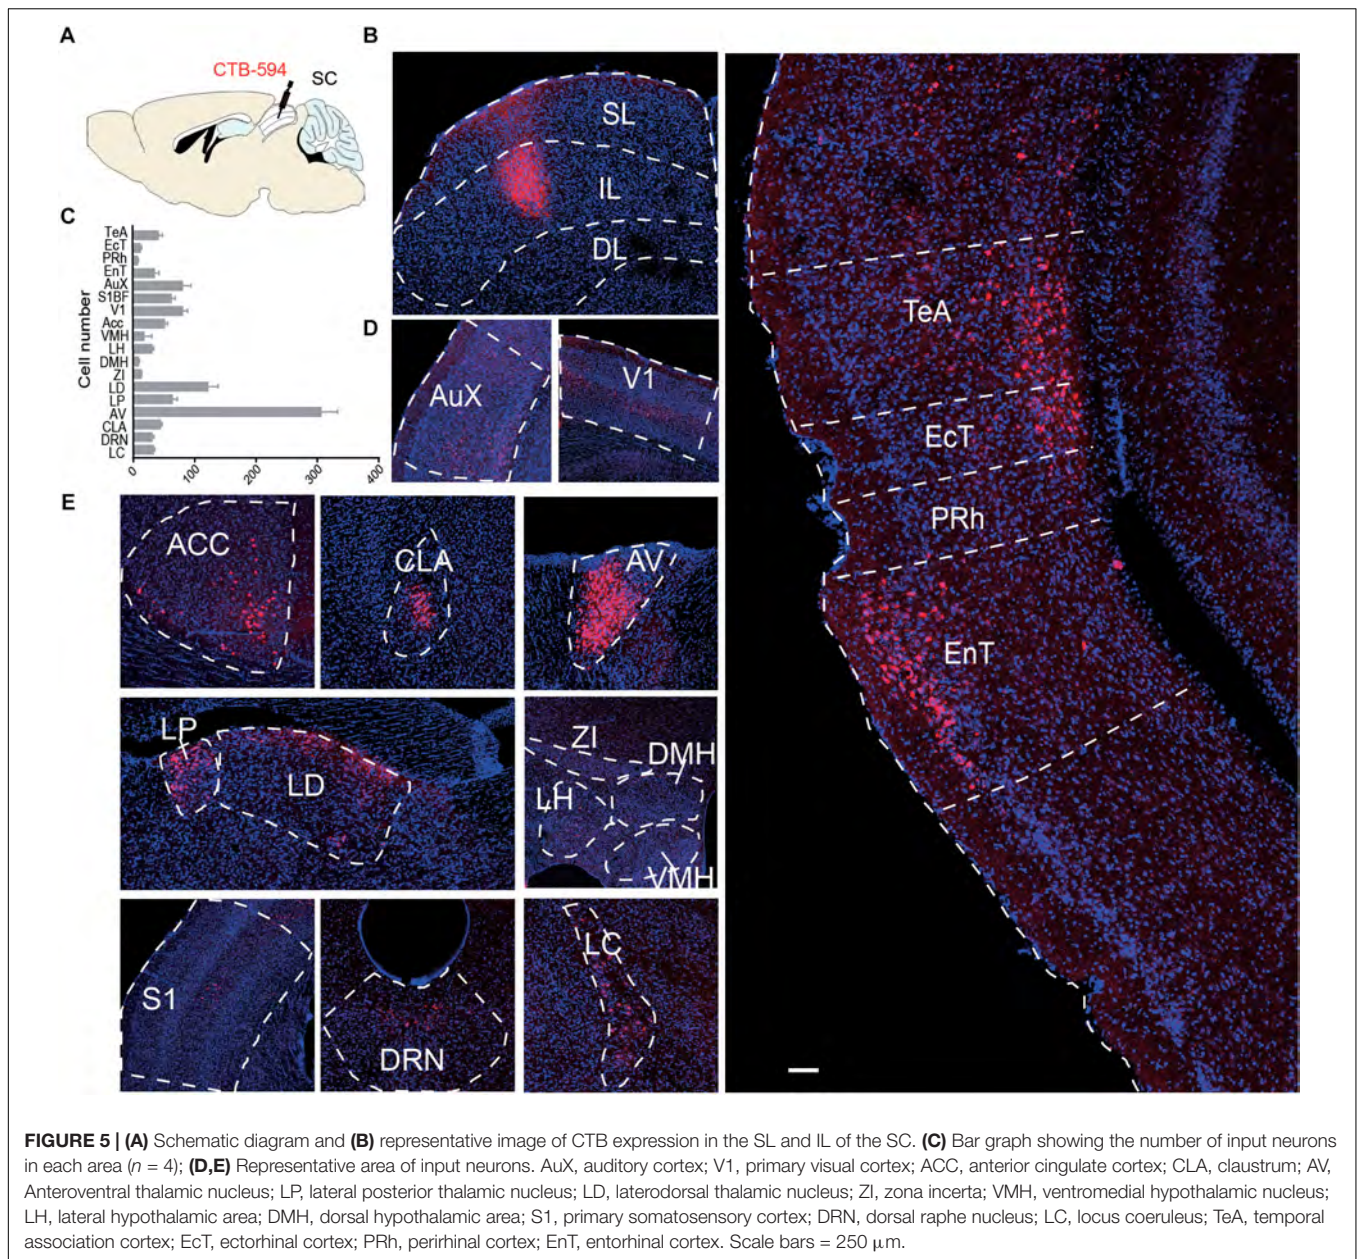 A
CTB-594
SC
B
SL
IL
DL
C
Cell number
TeA
EcT
PRh
EnT
AuX
S1BF
V1
Acc
VMH
LH
DMH
ZI
LD
LP
AV
CLA
DRN
LC
0 100 200 300 400
D
AuX
V1
TeA
EcT
PRh
EnT
E
ACC
CLA
AV
LP
LD
ZI
DMH
LH
VMH
S1
DRN
LC
FIGURE 5 | (A) Schematic diagram and (B) representative image of CTB expression in the SL and IL of the SC. (C) Bar graph showing the number of input neurons
in each area (n = 4); (D,E) Representative area of input neurons. AuX, auditory cortex; V1, primary visual cortex; ACC, anterior cingulate cortex; CLA, claustrum; AV,
Anteroventral thalamic nucleus; LP, lateral posterior thalamic nucleus; LD, laterodorsal thalamic nucleus; ZI, zona incerta; VMH, ventromedial hypothalamic nucleus;
LH, lateral hypothalamic area; DMH, dorsal hypothalamic area; S1, primary somatosensory cortex; DRN, dorsal raphe nucleus; LC, locus coeruleus; TeA, temporal
association cortex; EcT, ectorhinal cortex; PRh, perirhinal cortex; EnT, entorhinal cortex. Scale bars = 250 μm.